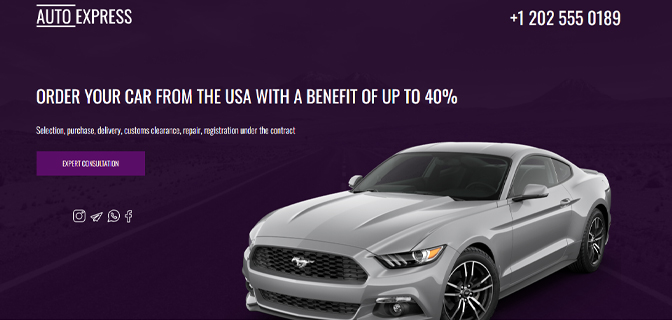 AUTO EXPRESS
+1 202 555 0189
ORDER YOUR CAR FROM THE USA WITH A BENEFIT OF UP TO 40%
Selection, purchase, delivery, customs clearance, repair, registration under the contract
EXPERT CONSULTATION